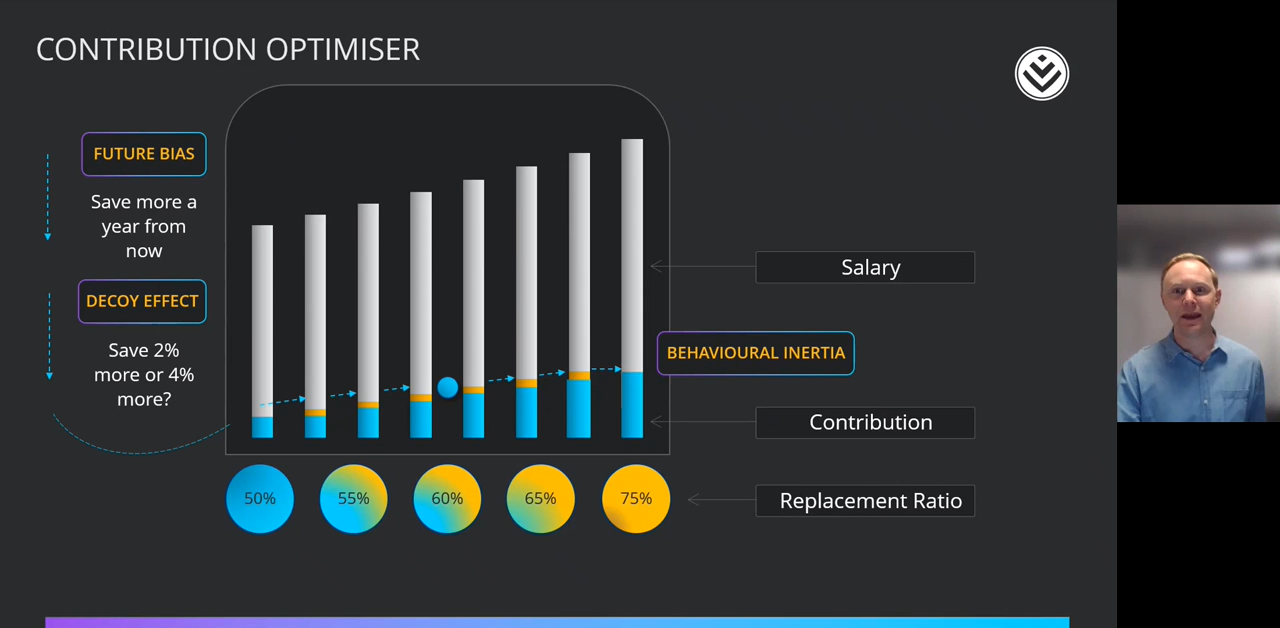 CONTRIBUTION OPTIMISER
FUTURE BIAS
Save more a
year from
now
DECOY EFFECT
Save 2%
more or 4%
more?
Salary
BEHAVIOURAL INERTIA
Contribution
50%
55%
60%
65%
75%
Replacement Ratio